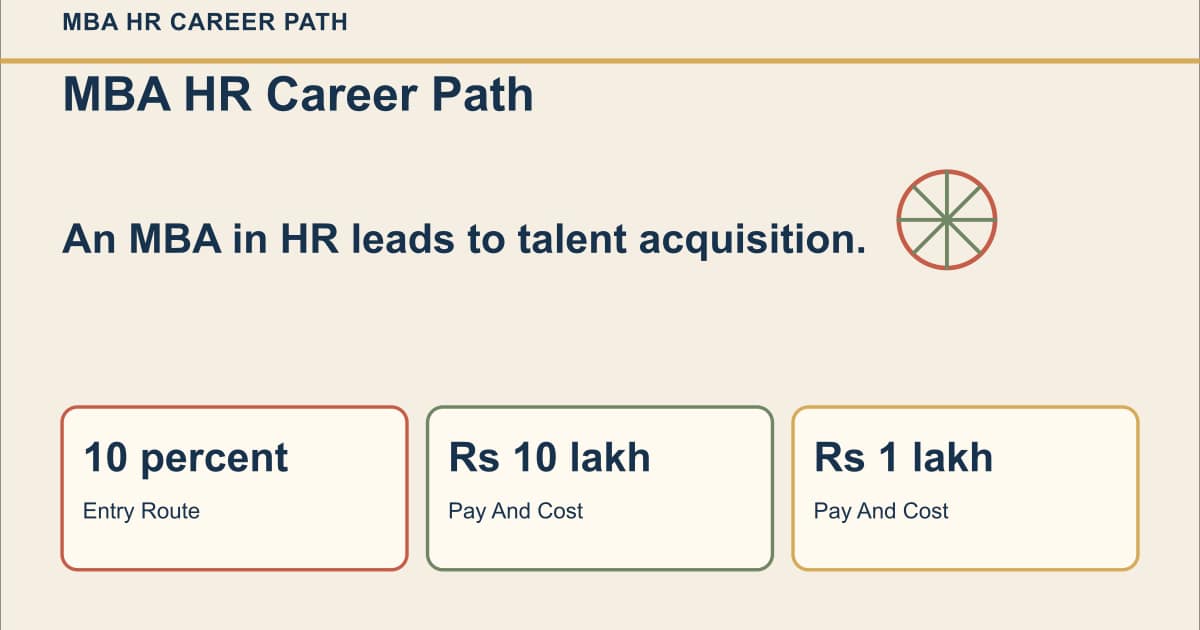 MBA HR CAREER PATH
MBA HR Career Path
An MBA in HR leads to talent acquisition.
10 percent
Entry Route
Rs 10 lakh
Pay And Cost
Rs 1 lakh
Pay And Cost